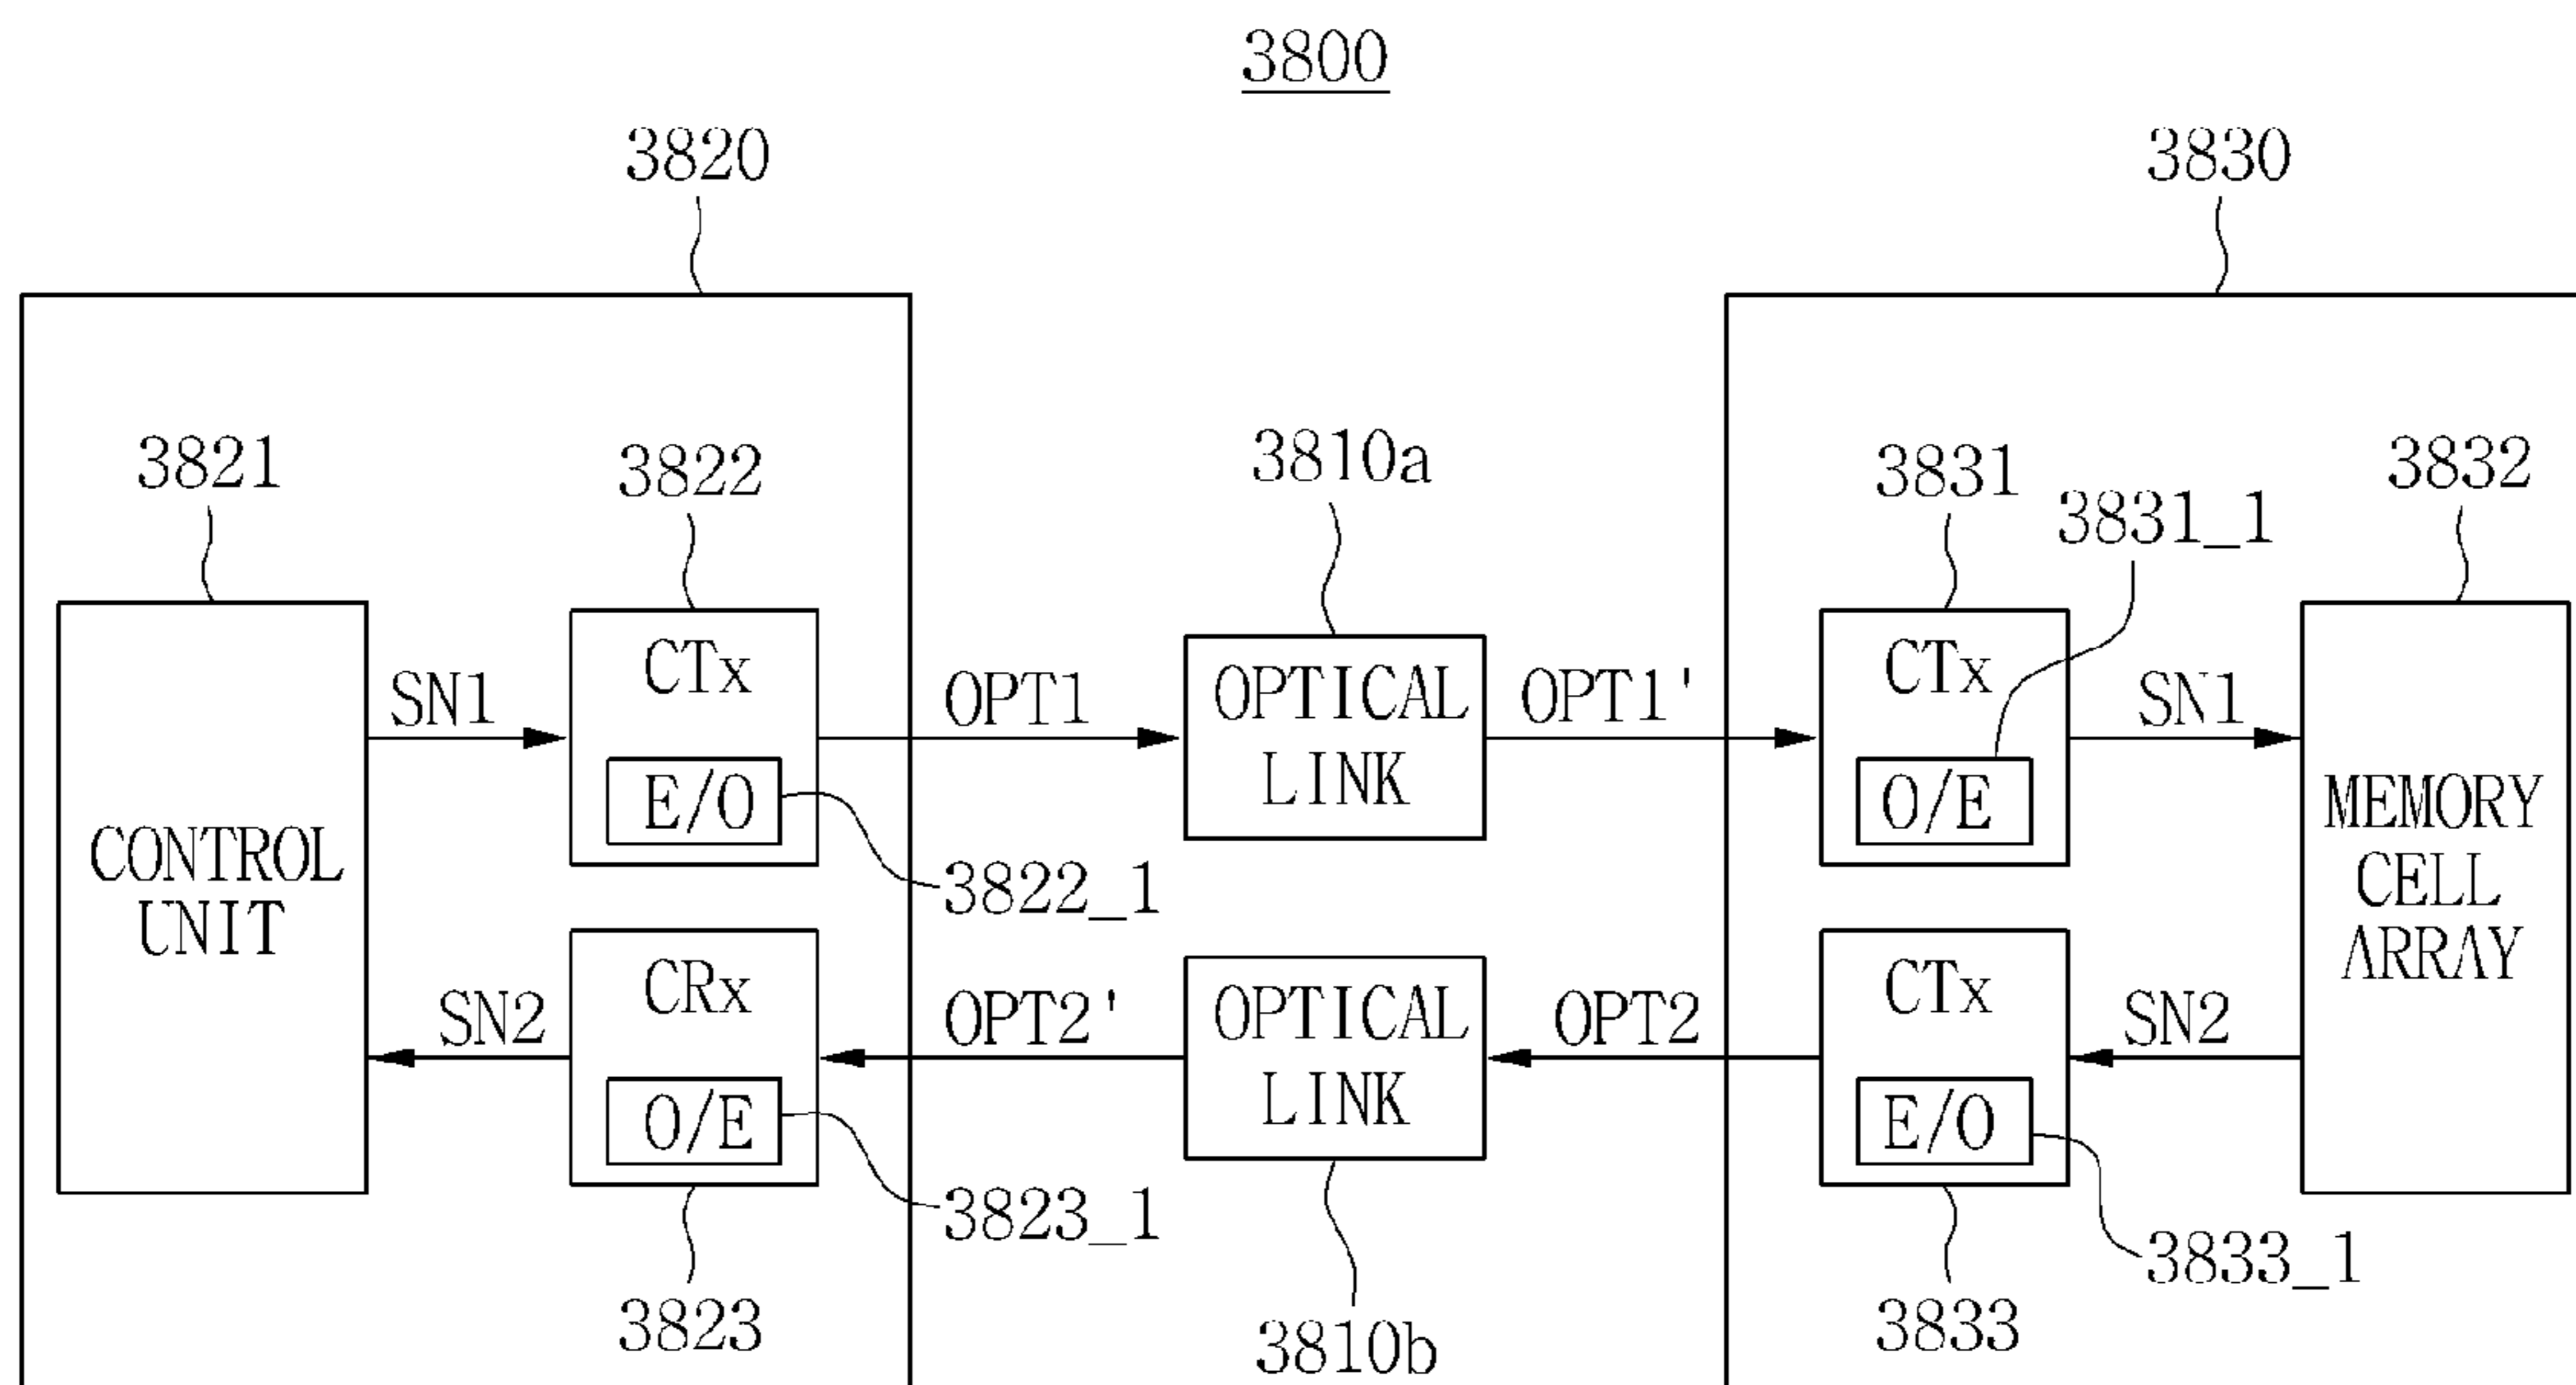 3800
3820
3830
3821
3822
3810a
3831
3831_1
3832
CONTROL
UNIT
SN1
CTx
E/O
3822_1
OPT1
OPTICAL
LINK
OPT1'
CTx
O/E
SN1
MEMORY
CELL
ARRAY
SN2
CRx
O/E
3823_1
OPT2'
OPTICAL
LINK
OPT2
CTx
E/O
3833_1
SN2
3823
3810b
3833